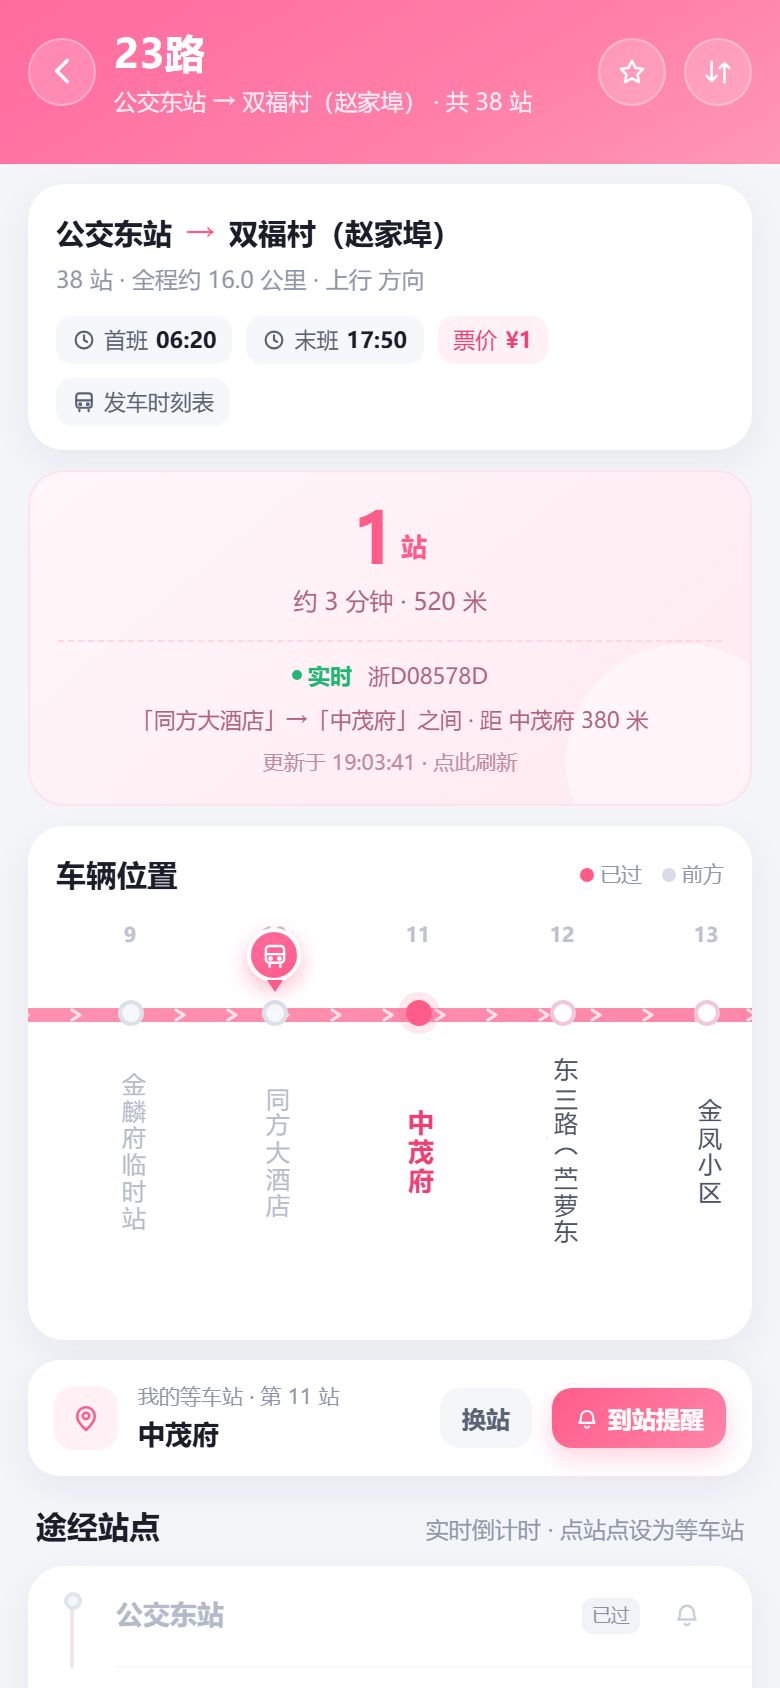 23路
公交东站 → 双福村（赵家埠） · 共 38 站
公交东站 → 双福村（赵家埠）
38 站 · 全程约 16.0 公里 · 上行 方向
首班 06:20
末班 17:50
票价 ¥1
发车时刻表
1 站
约 3 分钟 · 520 米
实时 浙D08578D
「同方大酒店」→「中茂府」之间 · 距 中茂府 380 米
更新于 19:03:41 · 点此刷新
车辆位置
已过 前方
9
11
12
13
金麟府临时站
同方大酒店
中茂府
东三路（苎萝东
金凤小区
我的等车站 · 第 11 站
中茂府
换站
到站提醒
途经站点
实时倒计时 · 点站点设为等车站
公交东站
已过